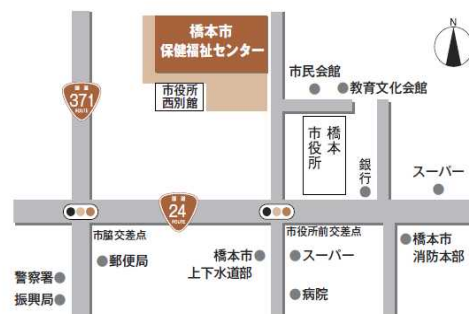 橋本市
保健福祉センター
N
市民会館
教育文化会館
国道
371
ROUTE
市役所
西別館
橋本
市役所
銀行
スーパー
国道
24
ROUTE
市脇交差点
市役所前交差点
郵便局
橋本市
上下水道部
スーパー
橋本市
消防本部
警察署
振興局
病院